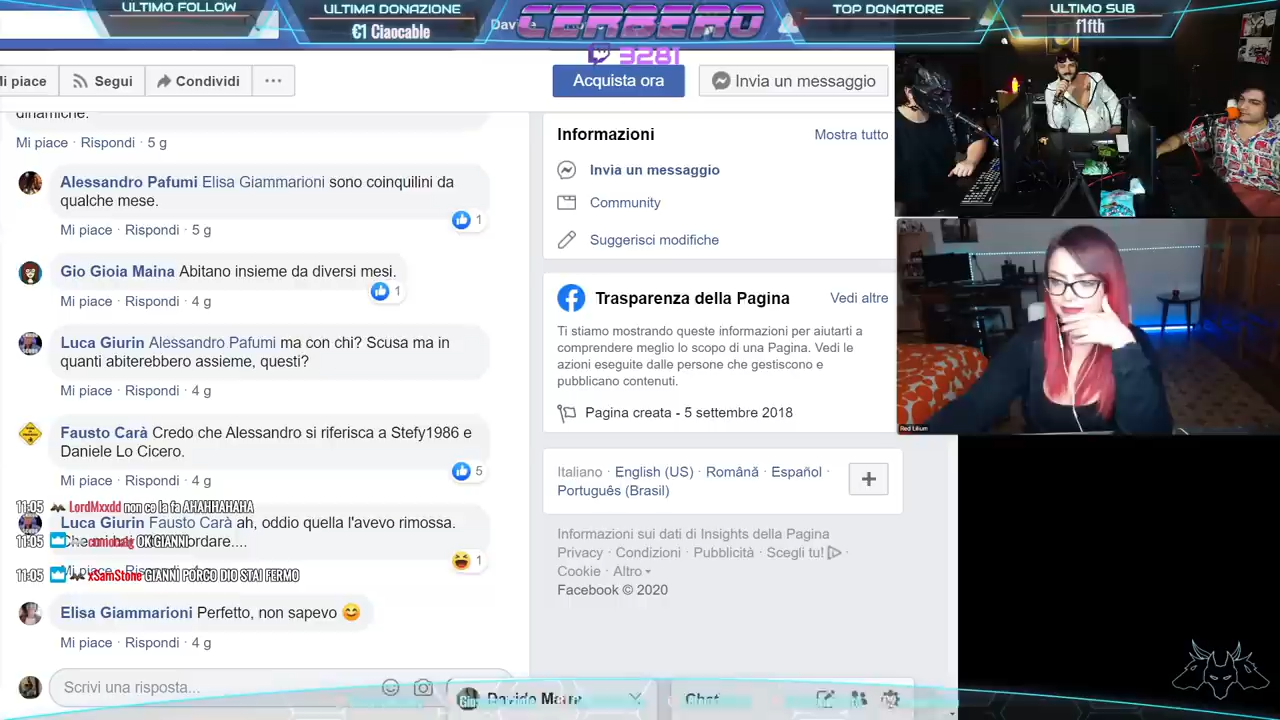 ULTIMO FOLLOW
ULTIMA DONAZIONE
€1 Ciaocable
CERBERO
3281
TOP DONATORE
ULTIMO SUB
f1fth
Mi piace
Segui
Condividi
Acquista ora
Invia un messaggio
dinamiche.
Mi piace · Rispondi · 5 g
Alessandro Pafumi Elisa Giammarioni sono coinquilini da
qualche mese.
1
Mi piace · Rispondi · 5 g
Gio Gioia Maina Abitano insieme da diversi mesi.
1
Mi piace · Rispondi · 4 g
Luca Giurin Alessandro Pafumi ma con chi? Scusa ma in
quanti abiterebbero assieme, questi?
Mi piace · Rispondi · 4 g
Fausto Carà Credo che Alessandro si riferisca a Stefy1986 e
Daniele Lo Cicero.
5
Mi piace · Rispondi · 4 g
11:05 LordMxxdd non ce la fa AHAHHAHAHA
Luca Giurin Fausto Carà ah, oddio quella l'avevo rimossa.
11:05 OK GIANNI
1
11:05 xSamStone GIANNI PORCO DIO STAI FERMO
Elisa Giammarioni Perfetto, non sapevo 😊
Mi piace · Rispondi · 4 g
Scrivi una risposta...
Informazioni
Mostra tutto
Invia un messaggio
Community
Suggerisci modifiche
Trasparenza della Pagina
Vedi altre
Ti stiamo mostrando queste informazioni per aiutarti a
comprendere meglio lo scopo di una Pagina. Vedi le
azioni eseguite dalle persone che gestiscono e
pubblicano contenuti.
Pagina creata - 5 settembre 2018
Italiano · English (US) · Română · Español ·
Português (Brasil)
Informazioni sui dati di Insights della Pagina
Privacy · Condizioni · Pubblicità · Scegli tu! ·
Cookie · Altro
Facebook © 2020
Chat
Red Lilium